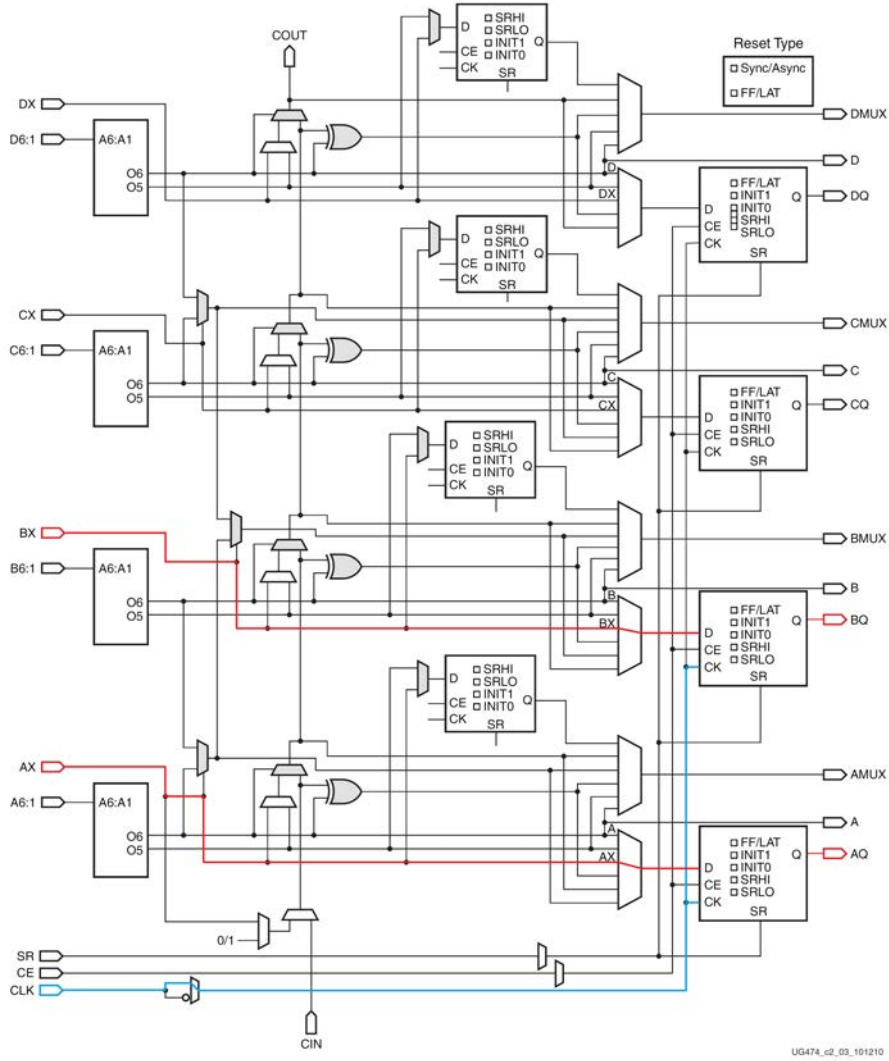 COUT
D
SRHI
SRLO
INIT1
INIT0
Q
CE
CK
SR
Reset Type
Sync/Async
FF/LAT
DX
D6:1
A6:A1
O6
O5
DMUX
D
D
DX
D
CE
CK
FF/LAT
INIT1
INIT0
SRHI
SRLO
Q
SR
DQ
D
SRHI
SRLO
INIT1
INIT0
Q
CE
CK
SR
CX
C6:1
A6:A1
O6
O5
CMUX
C
C
CX
D
CE
CK
FF/LAT
INIT1
INIT0
SRHI
SRLO
Q
SR
CQ
D
SRHI
SRLO
INIT1
INIT0
Q
CE
CK
SR
BX
B6:1
A6:A1
O6
O5
BMUX
B
B
BX
D
CE
CK
FF/LAT
INIT1
INIT0
SRHI
SRLO
Q
SR
BQ
D
SRHI
SRLO
INIT1
INIT0
Q
CE
CK
SR
AX
A6:1
A6:A1
O6
O5
AMUX
A
A
AX
D
CE
CK
FF/LAT
INIT1
INIT0
SRHI
SRLO
Q
SR
AQ
0/1
SR
CE
CLK
CIN
UG474_c2_03_101210